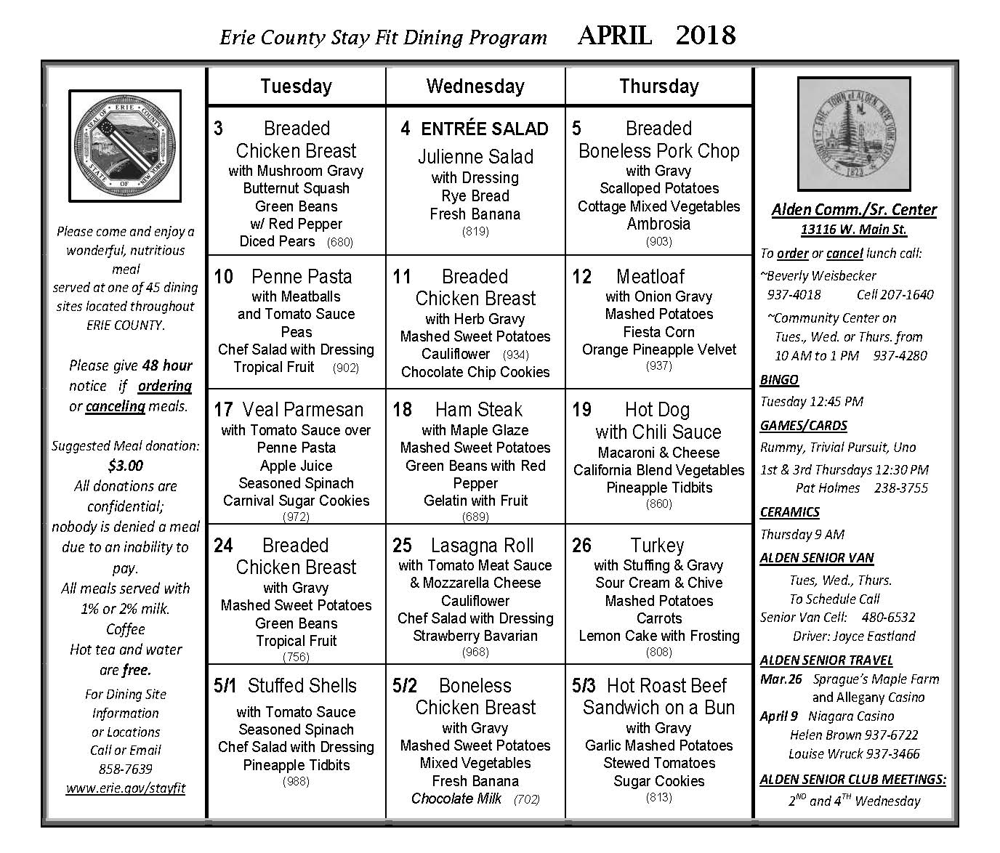 Erie County Stay Fit Dining Program APRIL 2018
SEAL OF ERIE COUNTY
STATE OF NEW YORK
Please come and enjoy a
wonderful, nutritious
meal
served at one of 45 dining
sites located throughout
ERIE COUNTY.
Please give 48 hour
notice if ordering
or canceling meals.
Suggested Meal donation:
$3.00
All donations are
confidential;
nobody is denied a meal
due to an inability to
pay.
All meals served with
1% or 2% milk.
Coffee
Hot tea and water
are free.
For Dining Site
Information
or Locations
Call or Email
858-7639
www.erie.gov/stayfit
Tuesday Wednesday Thursday
3 Breaded
Chicken Breast
with Mushroom Gravy
Butternut Squash
Green Beans
w/ Red Pepper
Diced Pears (680)
4 ENTRÉE SALAD
Julienne Salad
with Dressing
Rye Bread
Fresh Banana
(819)
5 Breaded
Boneless Pork Chop
with Gravy
Scalloped Potatoes
Cottage Mixed Vegetables
Ambrosia
(903)
10 Penne Pasta
with Meatballs
and Tomato Sauce
Peas
Chef Salad with Dressing
Tropical Fruit (902)
11 Breaded
Chicken Breast
with Herb Gravy
Mashed Sweet Potatoes
Cauliflower (934)
Chocolate Chip Cookies
12 Meatloaf
with Onion Gravy
Mashed Potatoes
Fiesta Corn
Orange Pineapple Velvet
(937)
17 Veal Parmesan
with Tomato Sauce over
Penne Pasta
Apple Juice
Seasoned Spinach
Carnival Sugar Cookies
(972)
18 Ham Steak
with Maple Glaze
Mashed Sweet Potatoes
Green Beans with Red
Pepper
Gelatin with Fruit
(689)
19 Hot Dog
with Chili Sauce
Macaroni & Cheese
California Blend Vegetables
Pineapple Tidbits
(860)
24 Breaded
Chicken Breast
with Gravy
Mashed Sweet Potatoes
Green Beans
Tropical Fruit
(756)
25 Lasagna Roll
with Tomato Meat Sauce
& Mozzarella Cheese
Cauliflower
Chef Salad with Dressing
Strawberry Bavarian
(968)
26 Turkey
with Stuffing & Gravy
Sour Cream & Chive
Mashed Potatoes
Carrots
Lemon Cake with Frosting
(808)
5/1 Stuffed Shells
with Tomato Sauce
Seasoned Spinach
Chef Salad with Dressing
Pineapple Tidbits
(988)
5/2 Boneless
Chicken Breast
with Gravy
Mashed Sweet Potatoes
Mixed Vegetables
Fresh Banana
Chocolate Milk (702)
5/3 Hot Roast Beef
Sandwich on a Bun
with Gravy
Garlic Mashed Potatoes
Stewed Tomatoes
Sugar Cookies
(813)
COUNTY of ERIE, TOWN of ALDEN, NEW YORK STATE
1823
Alden Comm./Sr. Center
13116 W. Main St.
To order or cancel lunch call:
~Beverly Weisbecker
937-4018 Cell 207-1640
~Community Center on
Tues., Wed. or Thurs. from
10 AM to 1 PM 937-4280
BINGO
Tuesday 12:45 PM
GAMES/CARDS
Rummy, Trivial Pursuit, Uno
1st & 3rd Thursdays 12:30 PM
Pat Holmes 238-3755
CERAMICS
Thursday 9 AM
ALDEN SENIOR VAN
Tues, Wed., Thurs.
To Schedule Call
Senior Van Cell: 480-6532
Driver: Joyce Eastland
ALDEN SENIOR TRAVEL
Mar.26 Sprague's Maple Farm
and Allegany Casino
April 9 Niagara Casino
Helen Brown 937-6722
Louise Wruck 937-3466
ALDEN SENIOR CLUB MEETINGS:
2ND and 4TH Wednesday